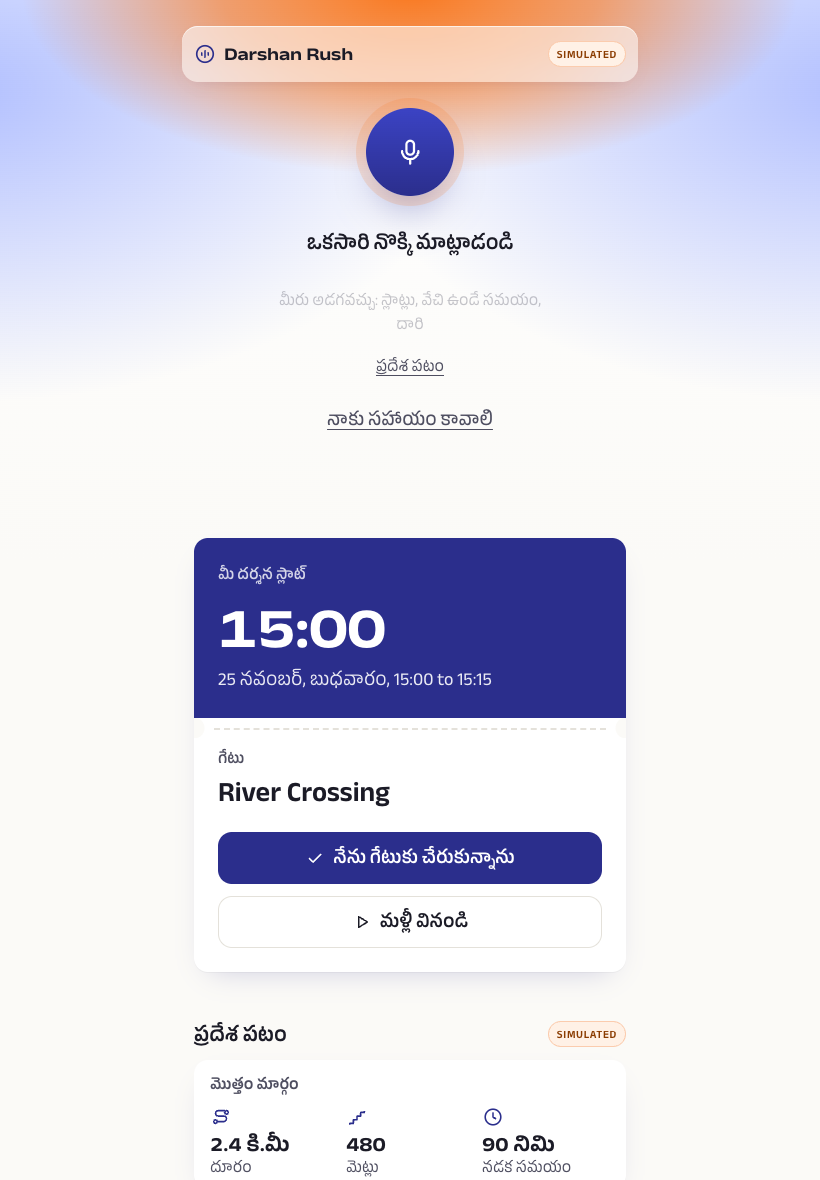 Darshan Rush
SIMULATED
ఒకసారి నొక్కి మాట్లాడండి
మీరు అడగవచ్చు: స్లాట్లు, వేచి ఉండే సమయం,
దారి
ప్రదేశ పటం
నాకు సహాయం కావాలి
మీ దర్శన స్లాట్
15:00
25 నవంబర్, బుధవారం, 15:00 to 15:15
గేటు
River Crossing
నేను గేటుకు చేరుకున్నాను
మళ్లీ వినండి
ప్రదేశ పటం
SIMULATED
మొత్తం మార్గం
2.4 కి.మీ
480
90 నిమి
దూరం
మెట్లు
నడక సమయం